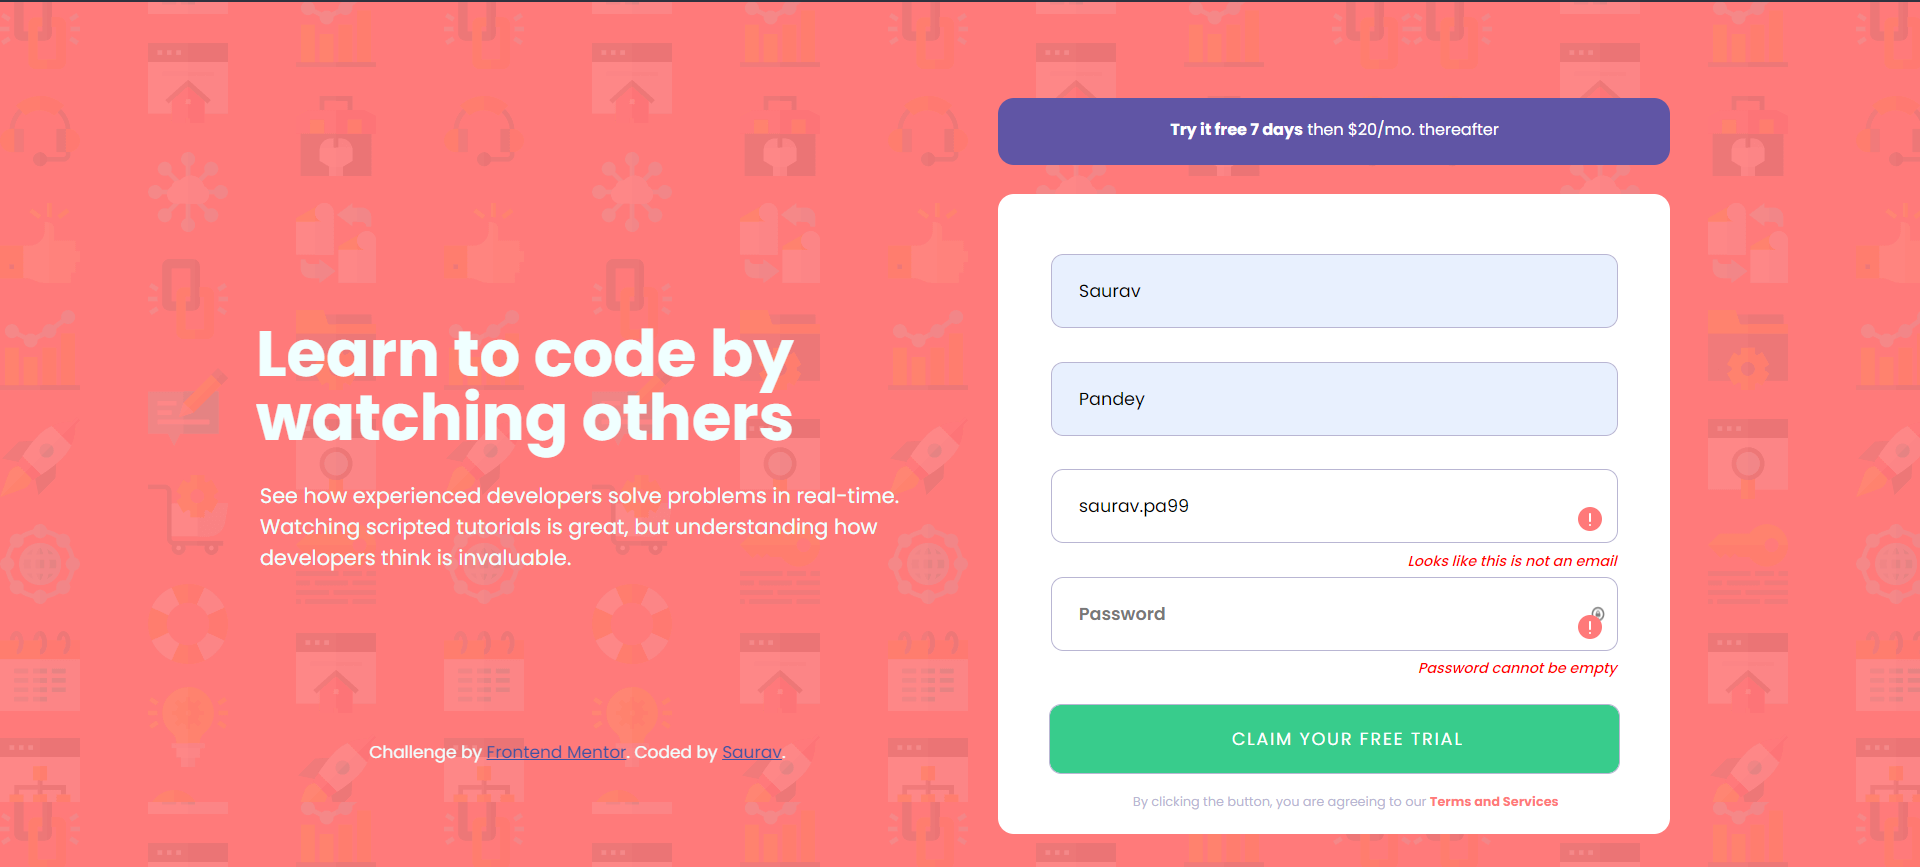 Learn to code by
watching others
See how experienced developers solve problems in real-time.
Watching scripted tutorials is great, but understanding how
developers think is invaluable.
Challenge by Frontend Mentor. Coded by Saurav.
Try it free 7 days then $20/mo. thereafter
Saurav
Pandey
saurav.pa99
!
Looks like this is not an email
Password
!
Password cannot be empty
CLAIM YOUR FREE TRIAL
By clicking the button, you are agreeing to our Terms and Services